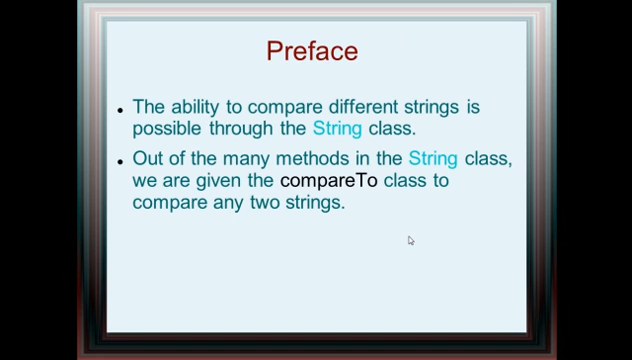 Preface
The ability to compare different strings is
possible through the String class.
Out of the many methods in the String class,
we are given the compareTo class to
compare any two strings.